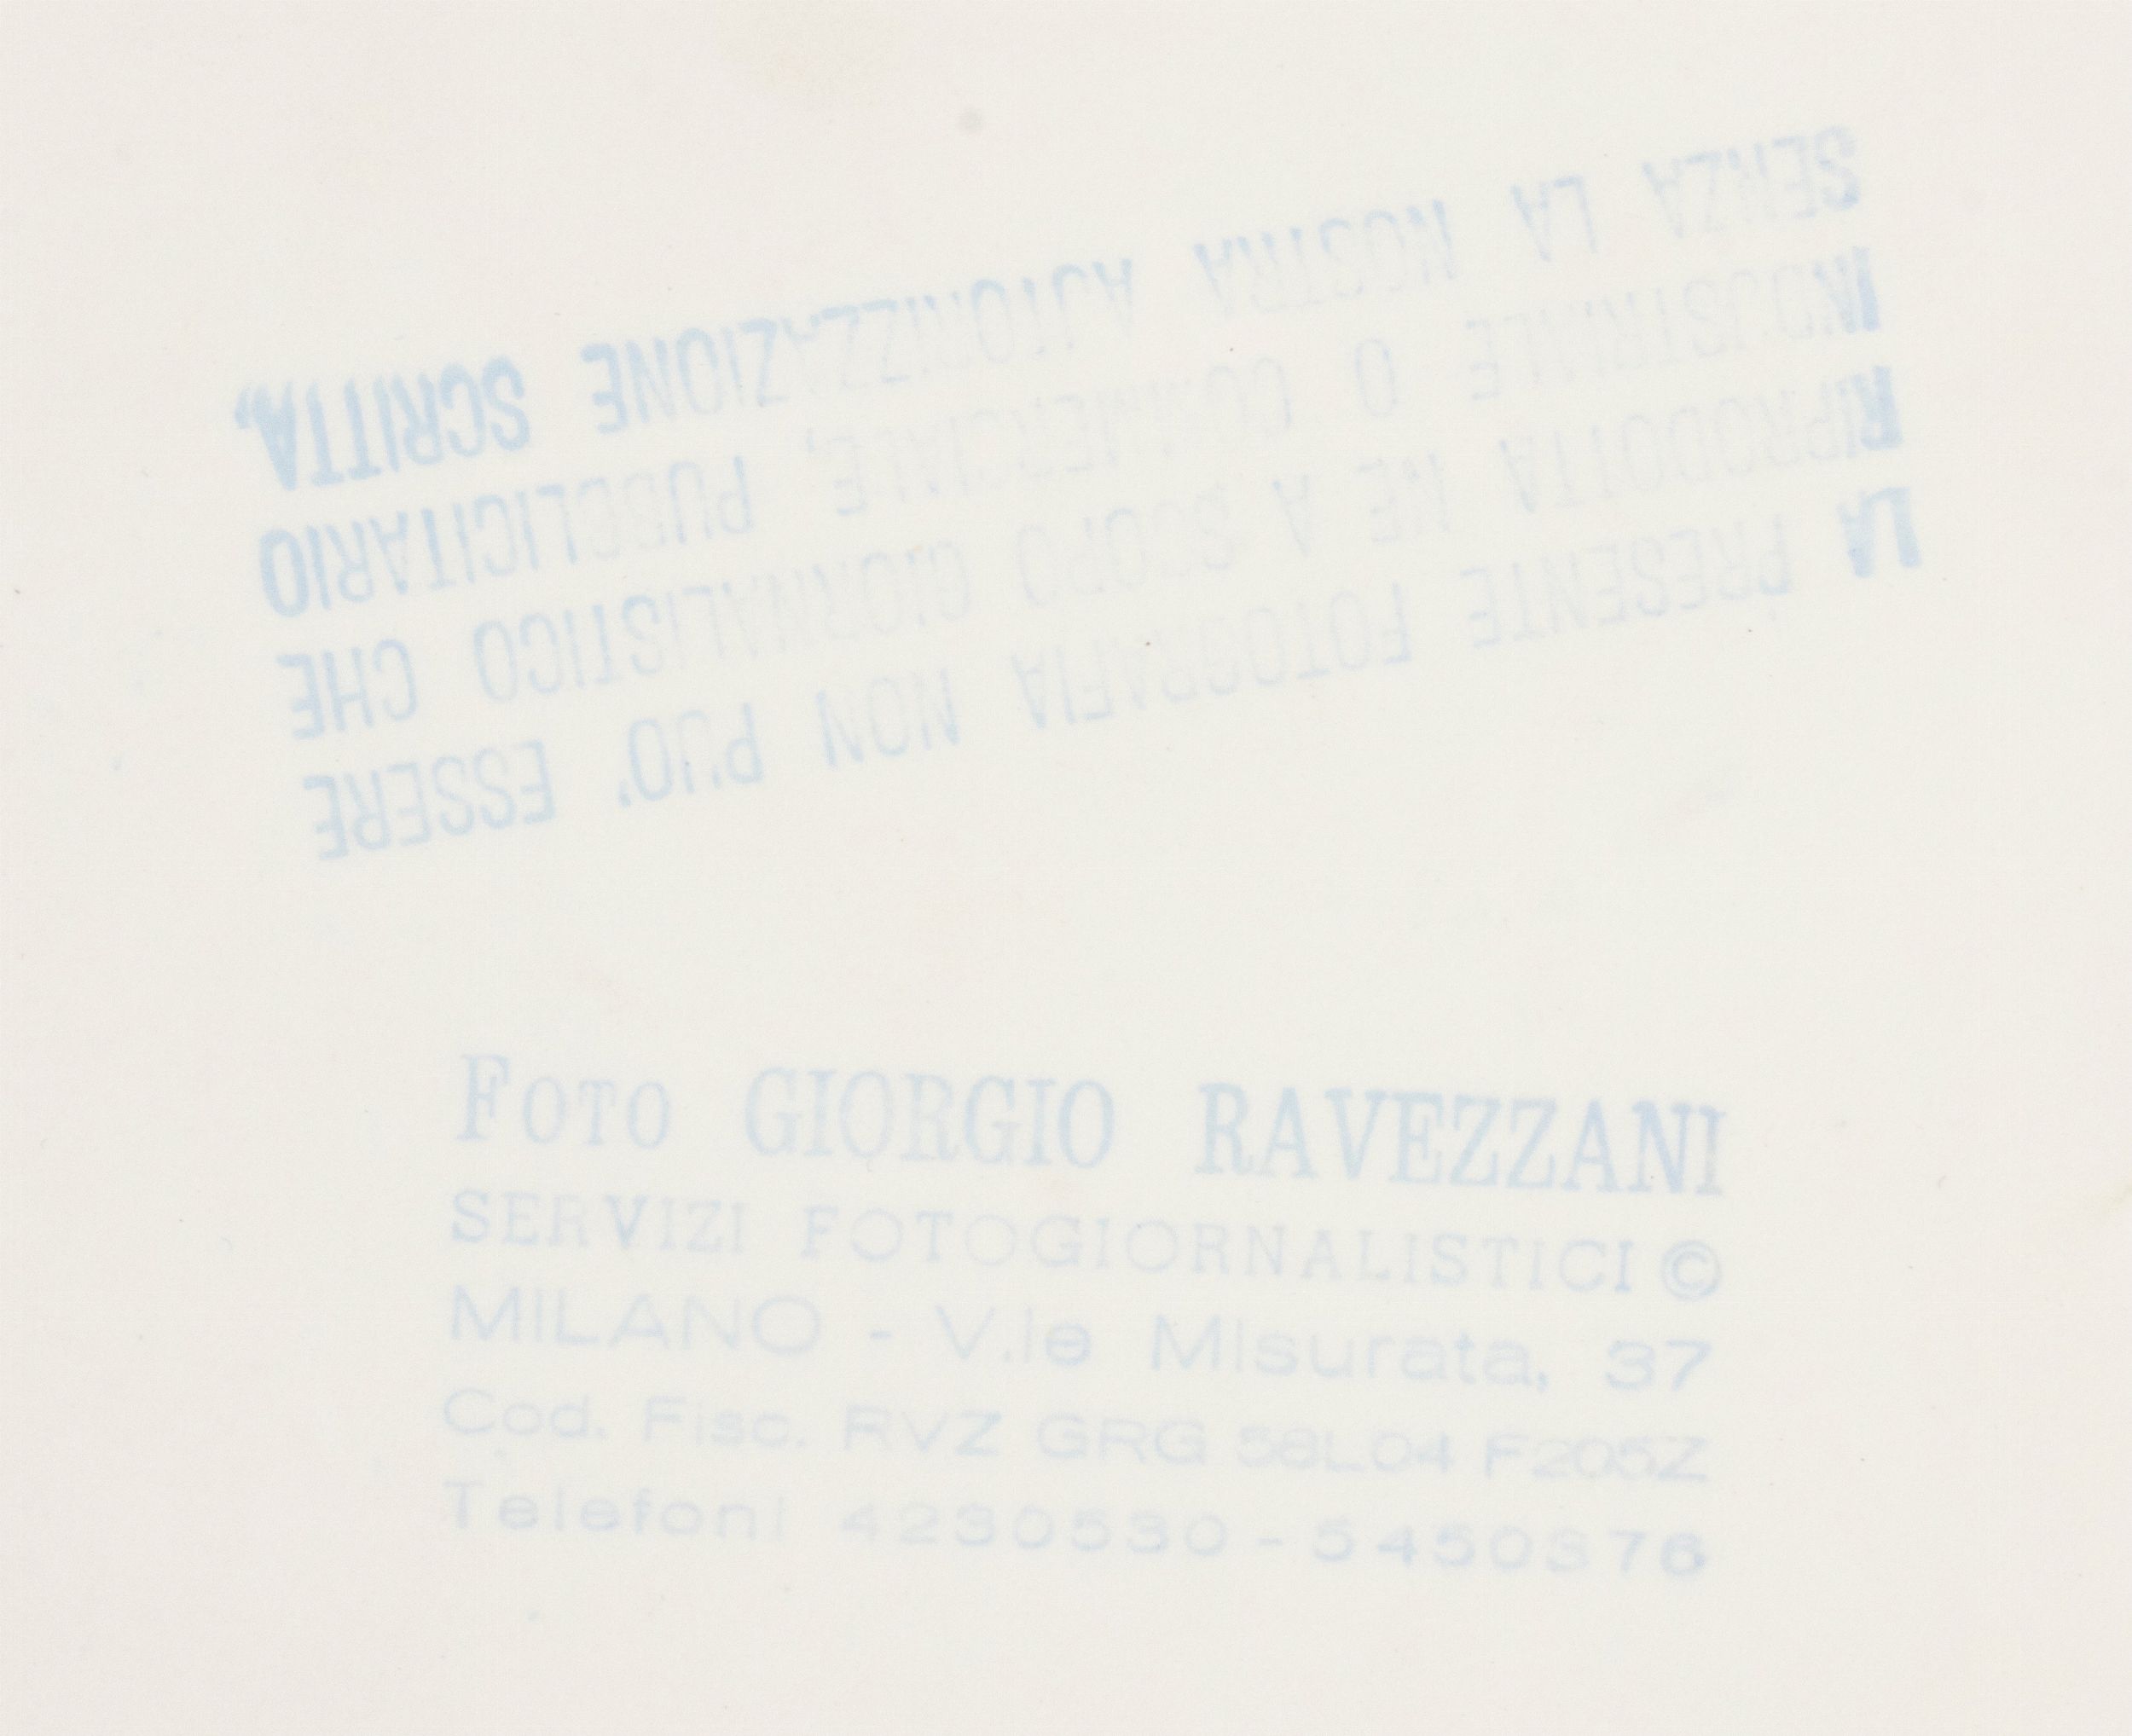 LA PRESENTE FOTOGRAFIA NON PUO' ESSERE
RIPRODOTTA NE A SCOPO GIORNALISTICO CHE
INDUSTRIALE O COMMERCIALE, PUBBLICITARIO
SENZA LA NOSTRA AUTORIZZAZIONE SCRITTA.
FOTO GIORGIO RAVEZZANI
SERVIZI FOTOGIORNALISTICI ©
MILANO - V.le Misurata, 37
Cod. Fisc. RVZ GRG 58L04 F205Z
Telefoni 4230530 - 5450376